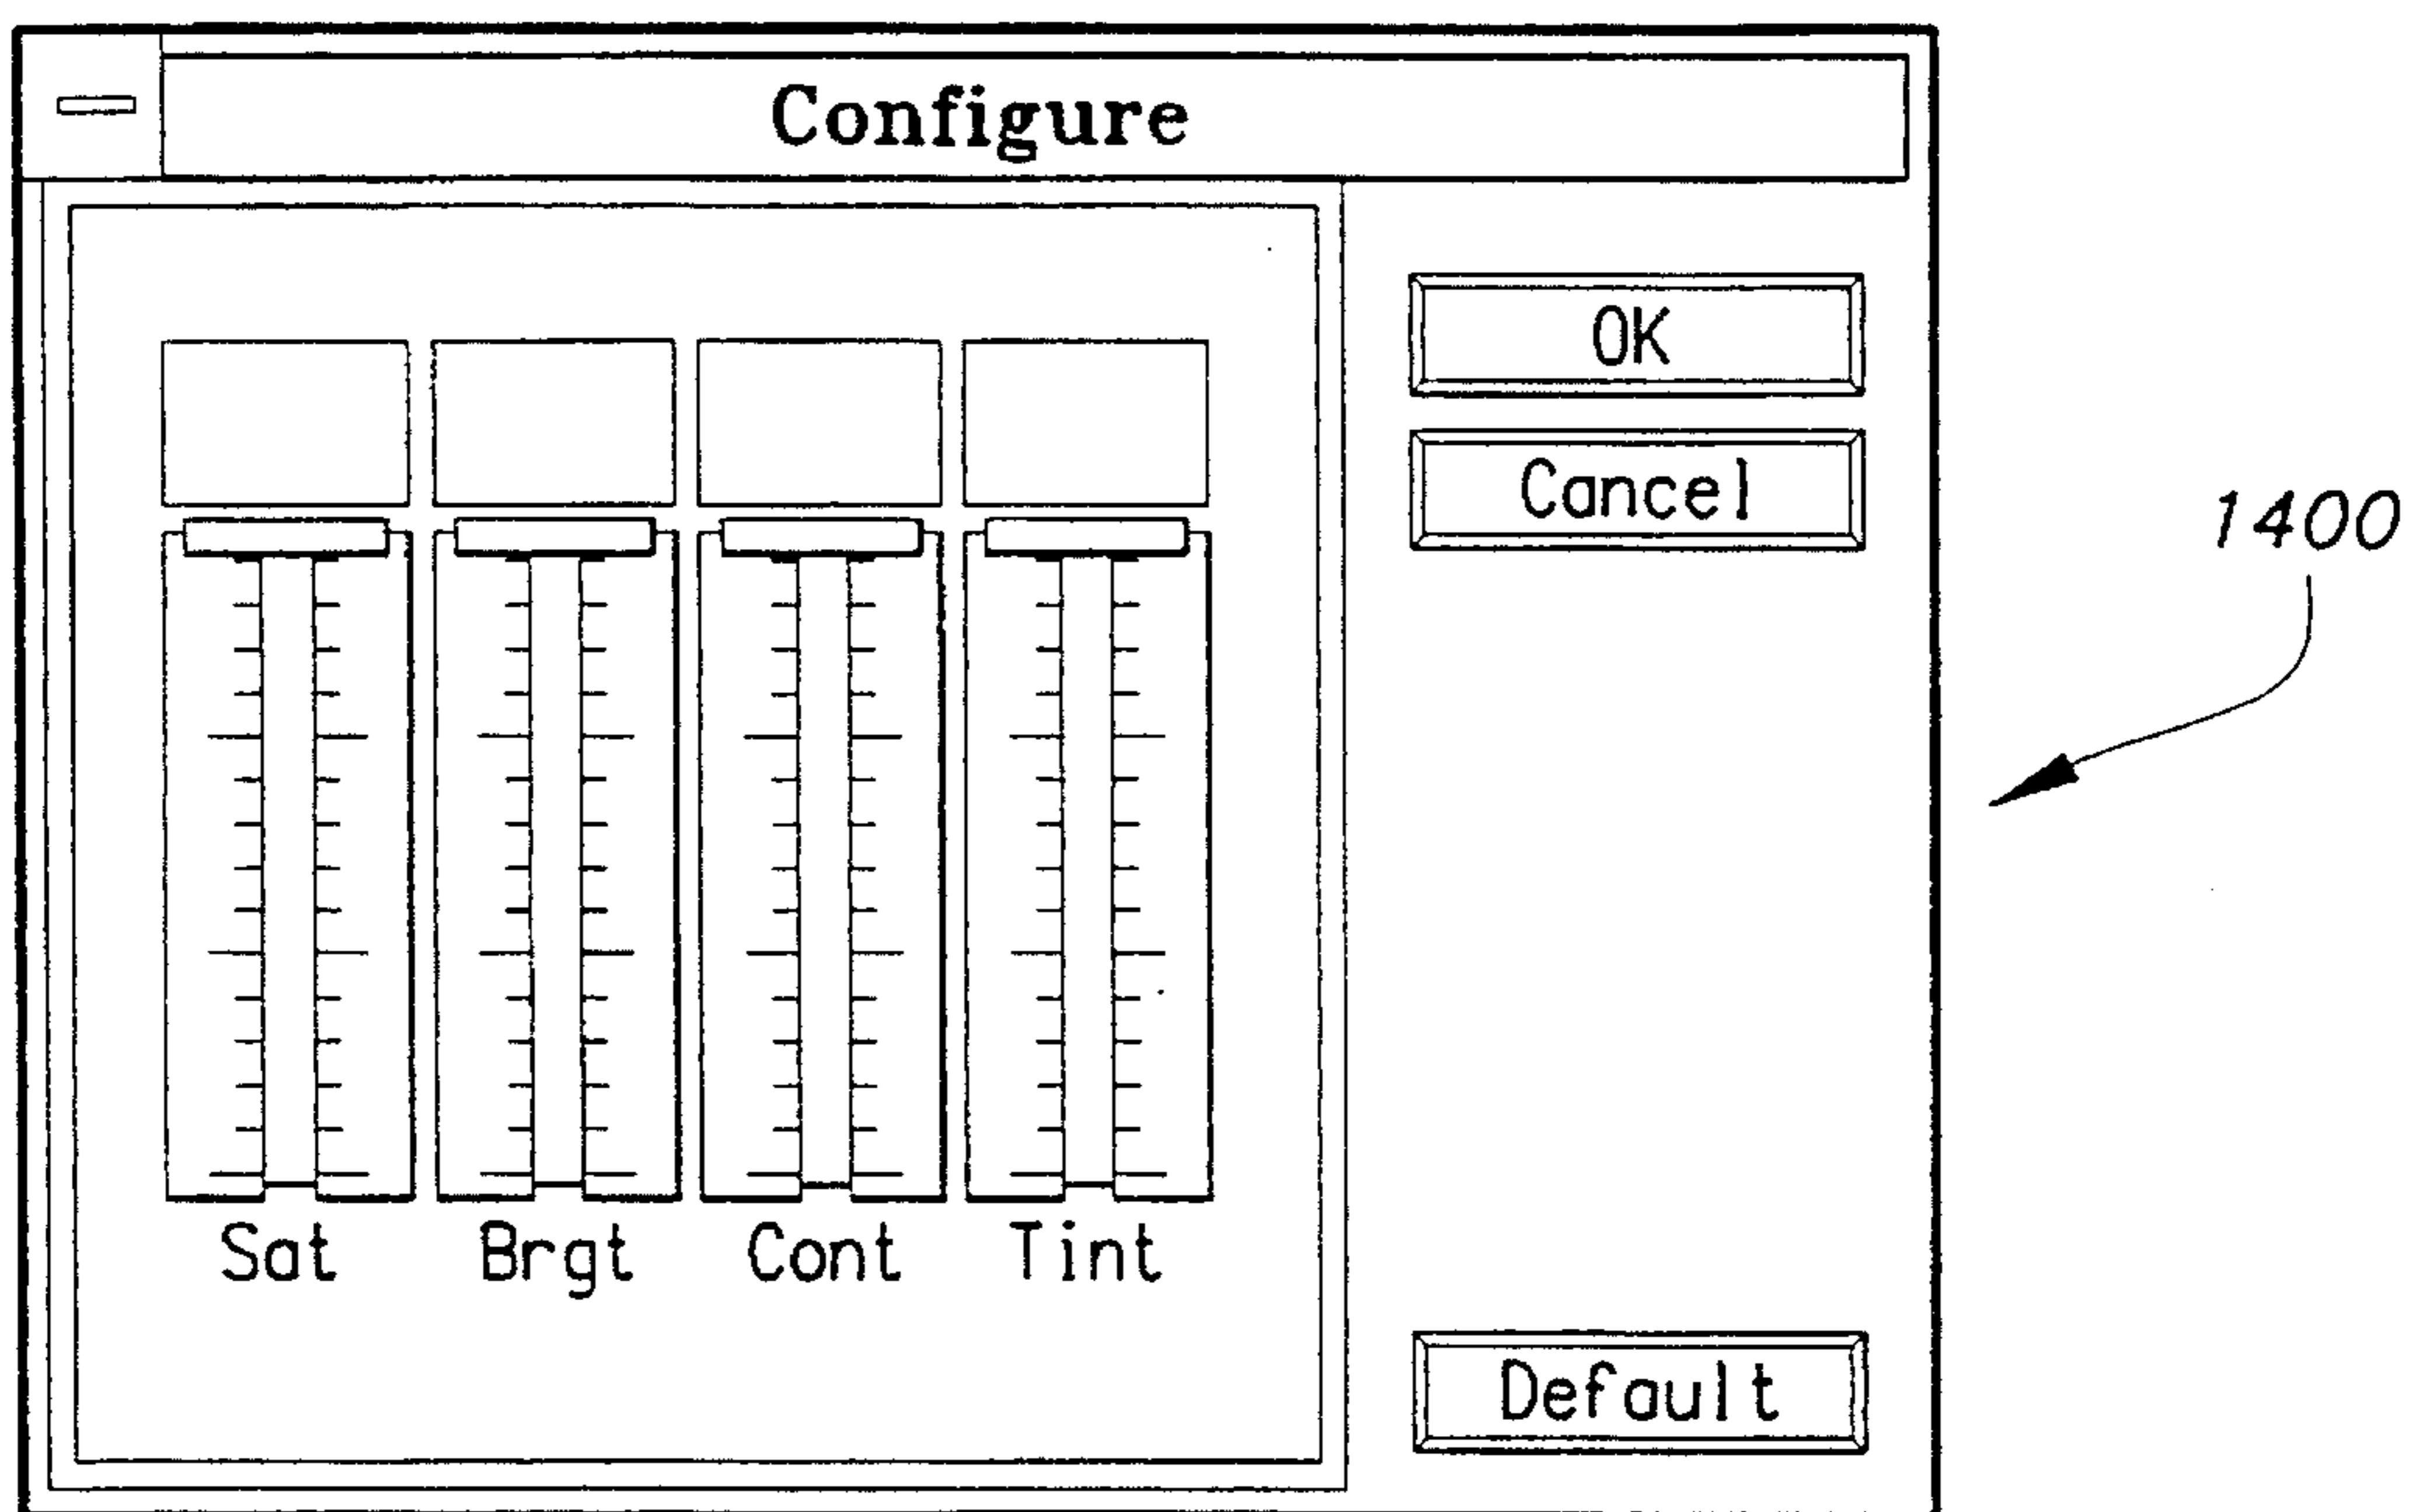 Configure
OK
Cancel
1400
Sat Brgt Cont Tint
Default